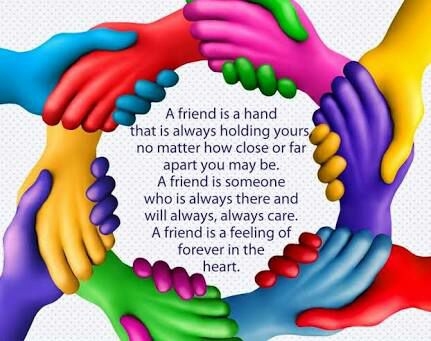 A friend is a hand
that is always holding yours,
no matter how close or far
apart you may be.
A friend is someone
who is always there and
will always, always care.
A friend is a feeling of
forever in the
heart.